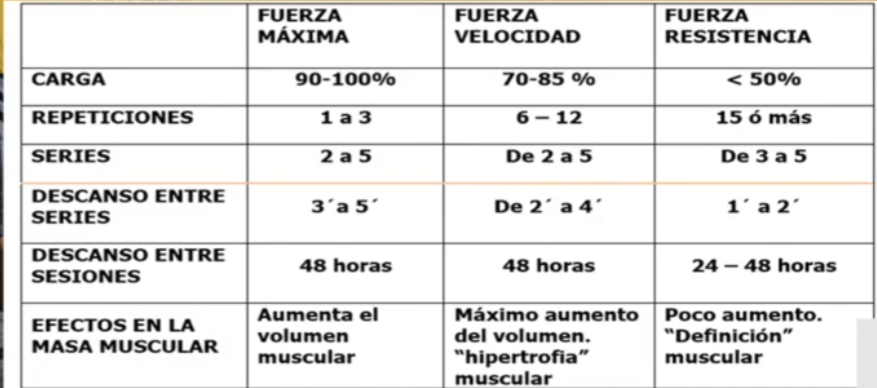 FUERZA MÁXIMA
FUERZA VELOCIDAD
FUERZA RESISTENCIA
CARGA
90-100%
70-85 %
< 50%
REPETICIONES
1 a 3
6 – 12
15 ó más
SERIES
2 a 5
De 2 a 5
De 3 a 5
DESCANSO ENTRE SERIES
3´a 5´
De 2´ a 4´
1´ a 2´
DESCANSO ENTRE SESIONES
48 horas
48 horas
24 – 48 horas
EFECTOS EN LA MASA MUSCULAR
Aumenta el volumen muscular
Máximo aumento del volumen. “hipertrofia” muscular
Poco aumento. “Definición” muscular